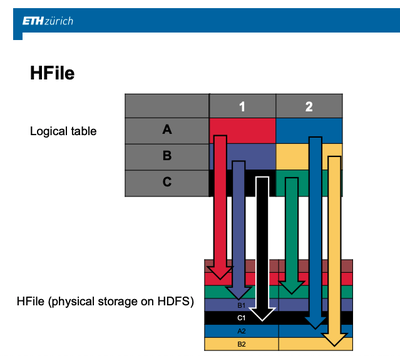 ETH zürich
HFile
1 2
Logical table
A
B
C
B1
HFile (physical storage on HDFS)
C1
A2
B2